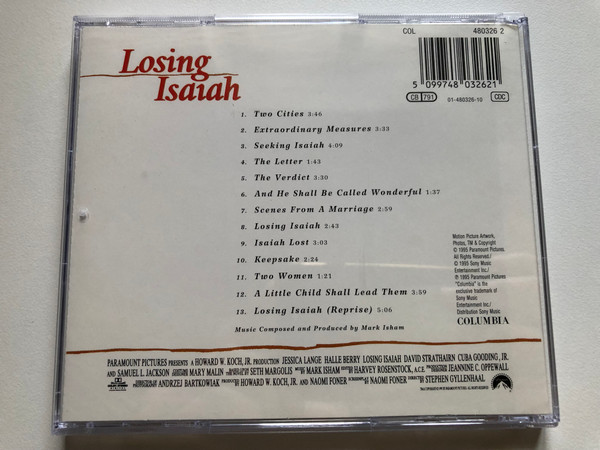 COL 480326 2
Losing
Isaiah
5 099748 032621
CB 791 01-480326-10 CDC
1. Two Cities 3:46
2. Extraordinary Measures 3:33
3. Seeking Isaiah 4:09
4. The Letter 1:43
5. The Verdict 3:30
6. And He Shall Be Called Wonderful 1:37
7. Scenes From A Marriage 2:59
8. Losing Isaiah 2:43
9. Isaiah Lost 3:03
10. Keepsake 2:24
11. Two Women 1:21
12. A Little Child Shall Lead Them 3:59
13. Losing Isaiah (Reprise) 5:06
Music Composed and Produced by Mark Isham
Motion Picture Artwork,
Photos, TM & Copyright
© 1995 Paramount Pictures.
All Rights Reserved./
© 1995 Sony Music
Entertainment Inc./
℗ 1995 Paramount Pictures
"Columbia" is the
exclusive trademark of
Sony Music
Entertainment Inc./
Distribution Sony Music
COLUMBIA
PARAMOUNT PICTURES PRESENTS A HOWARD W. KOCH, JR. PRODUCTION JESSICA LANGE HALLE BERRY LOSING ISAIAH DAVID STRATHAIRN CUBA GOODING, JR.
AND SAMUEL L. JACKSON MARY MALIN SETH MARGOLIS MARK ISHAM HARVEY ROSENSTOCK, A.C.E. JEANNINE C. OPPEWALL
ANDRZEJ BARTKOWIAK HOWARD W. KOCH, JR. AND NAOMI FONER NAOMI FONER STEPHEN GYLLENHAAL